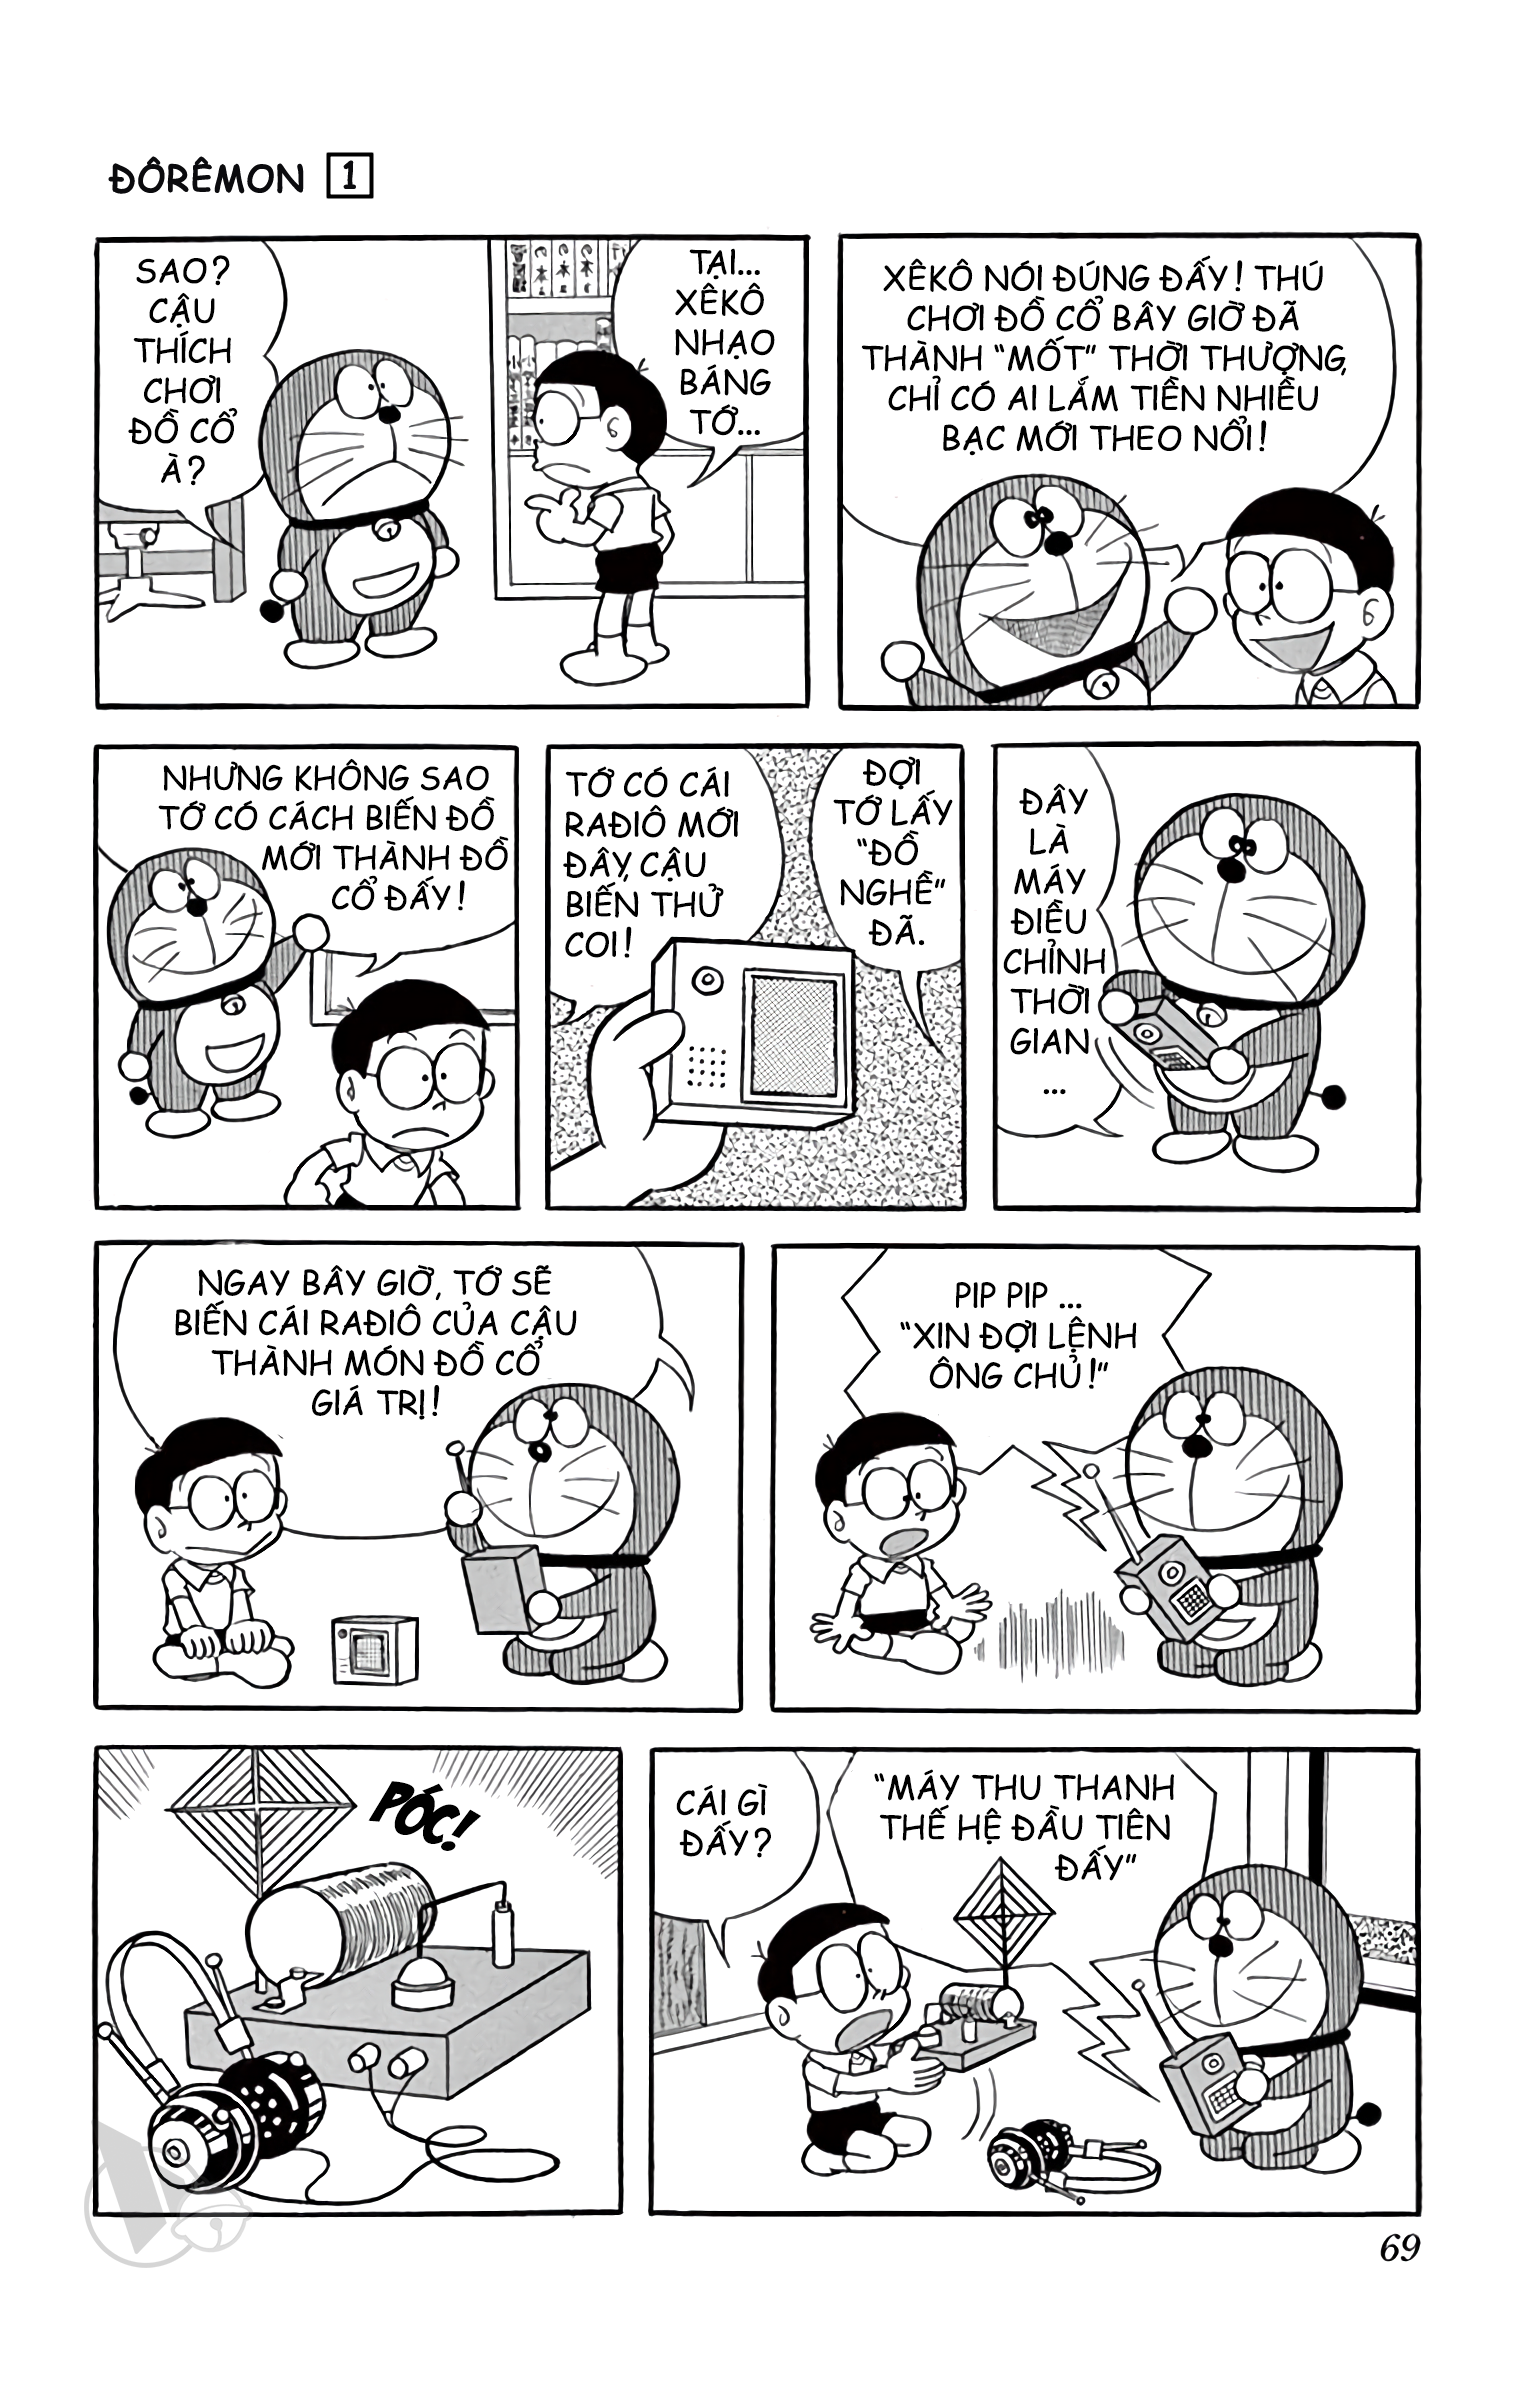 ĐÔRÊMON 1
SAO?
CẬU
THÍCH
CHƠI
ĐỒ CỔ
À?
TẠI...
XÊKÔ
NHẠO
BÁNG
TỚ...
XÊKÔ NÓI ĐÚNG ĐẤY! THÚ
CHƠI ĐỒ CỔ BÂY GIỜ ĐÃ
THÀNH “MỐT” THỜI THƯỢNG,
CHỈ CÓ AI LẮM TIỀN NHIỀU
BẠC MỚI THEO NỔI!
NHƯNG KHÔNG SAO
TỚ CÓ CÁCH BIẾN ĐỒ
MỚI THÀNH ĐỒ
CỔ ĐẤY!
TỚ CÓ CÁI
RAĐIÔ MỚI
ĐÂY, CẬU
BIẾN THỬ
COI!
ĐỢI
TỚ LẤY
“ĐỒ
NGHỀ”
ĐÃ.
ĐÂY
LÀ
MÁY
ĐIỀU
CHỈNH
THỜI
GIAN
...
NGAY BÂY GIỜ, TỚ SẼ
BIẾN CÁI RAĐIÔ CỦA CẬU
THÀNH MÓN ĐỒ CỔ
GIÁ TRỊ!
PIP PIP ...
“XIN ĐỢI LỆNH
ÔNG CHỦ!”
PÓC!
CÁI GÌ
ĐẤY?
“MÁY THU THANH
THẾ HỆ ĐẦU TIÊN
ĐẤY”
69